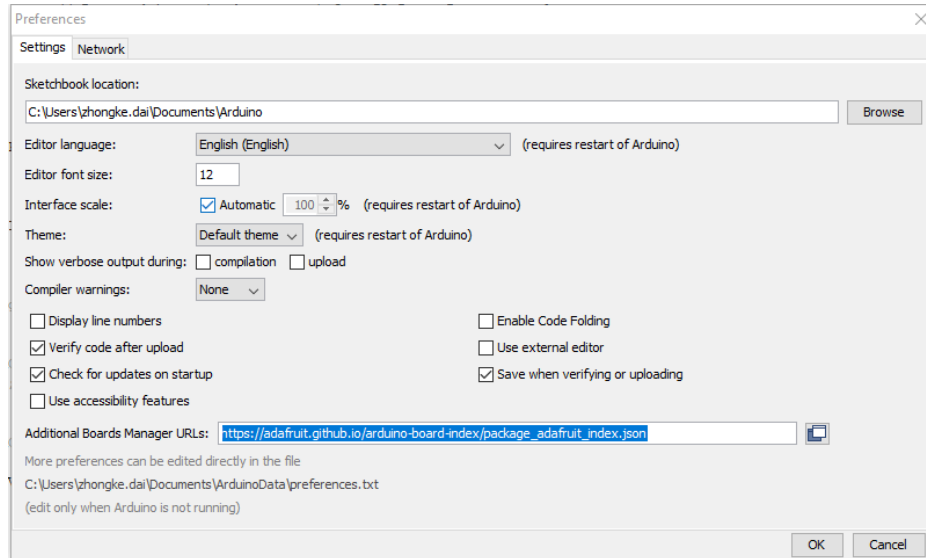 Preferences
Settings Network
Sketchbook location:
C:\Users\zhongke.dai\Documents\Arduino Browse
Editor language: English (English) (requires restart of Arduino)
Editor font size: 12
Interface scale: Automatic 100 % (requires restart of Arduino)
Theme: Default theme (requires restart of Arduino)
Show verbose output during: compilation upload
Compiler warnings: None
Display line numbers Enable Code Folding
Verify code after upload Use external editor
Check for updates on startup Save when verifying or uploading
Use accessibility features
Additional Boards Manager URLs: https://adafruit.github.io/arduino-board-index/package_adafruit_index.json
More preferences can be edited directly in the file
C:\Users\zhongke.dai\Documents\ArduinoData\preferences.txt
(edit only when Arduino is not running)
OK Cancel